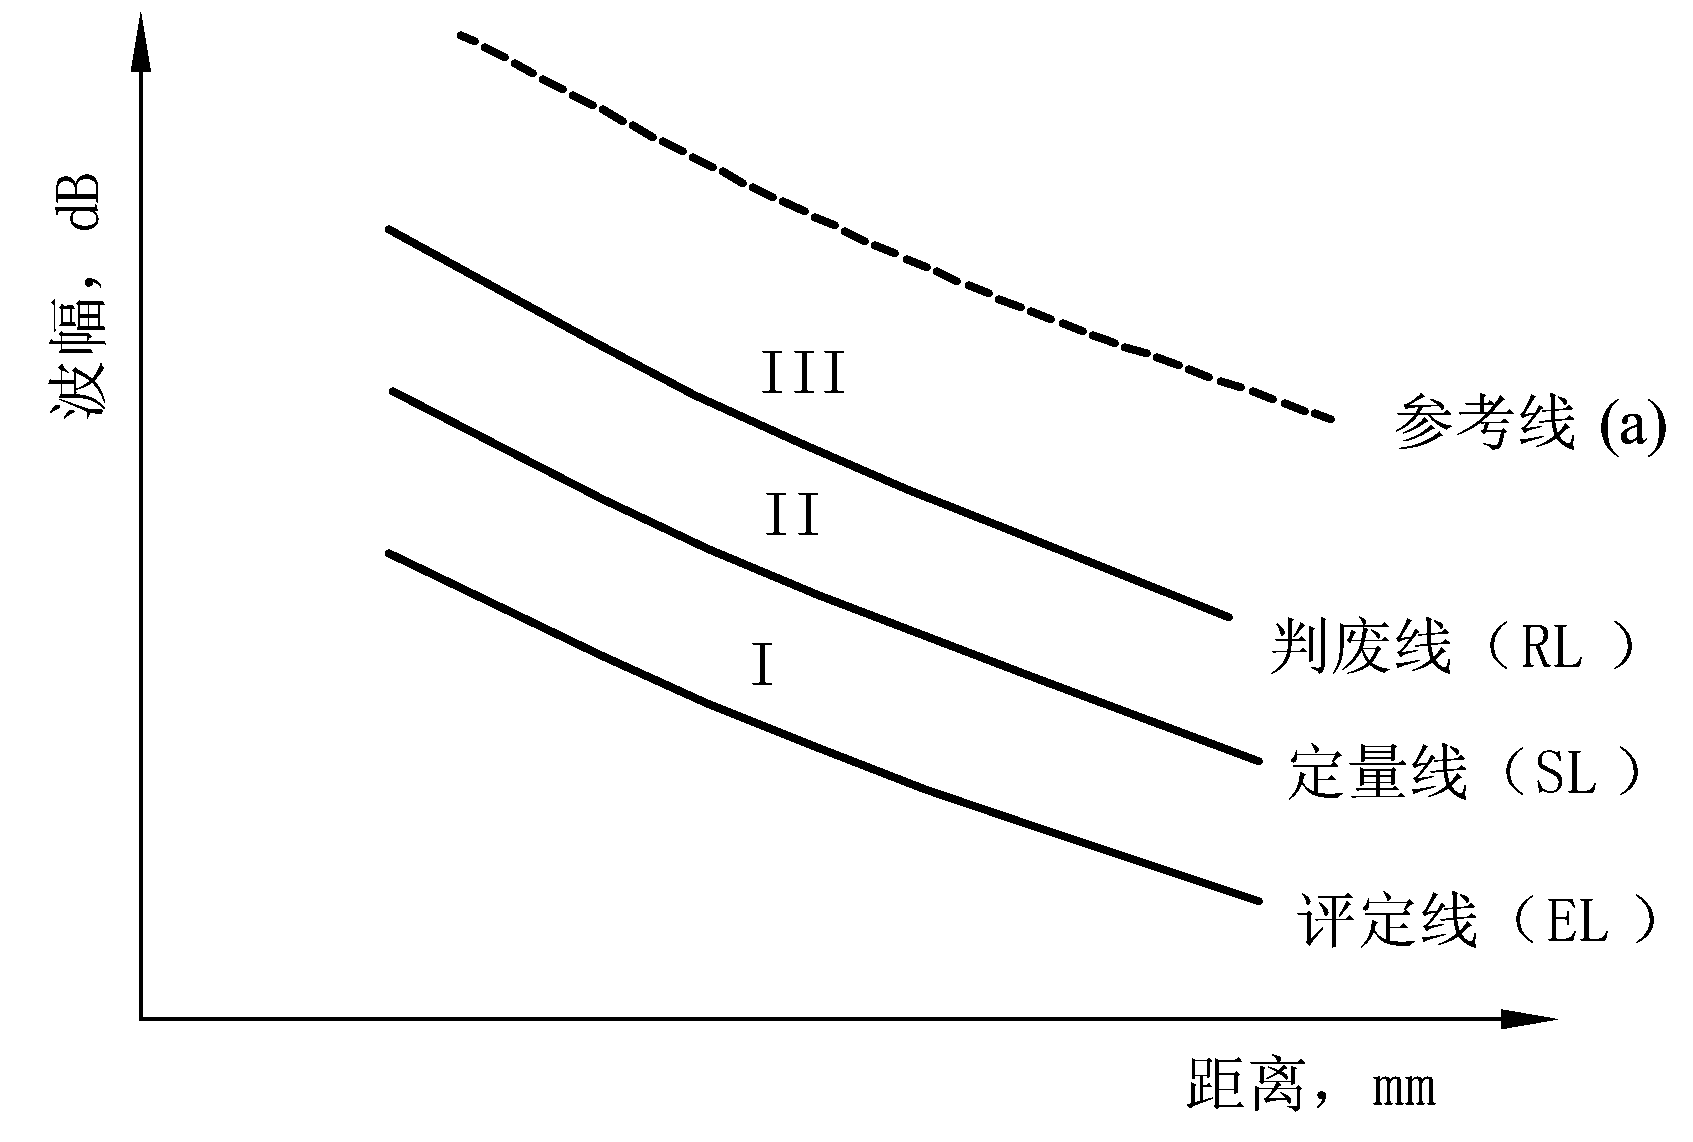 波幅，dB
III
参考线 (a)
II
判废线（RL）
I
定量线（SL）
评定线（EL）
距离，mm